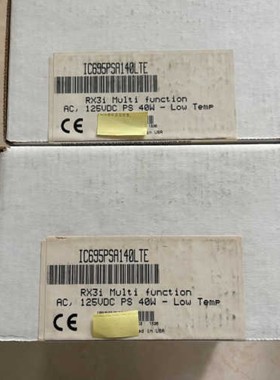 IC695PSA140LTE
RX3i Multi function
AC, 125VDC PS 40W - Low Temp
CE
IC695PSA140LTE
RX3i Multi function
AC, 125VDC PS 40W - Low Temp
CE